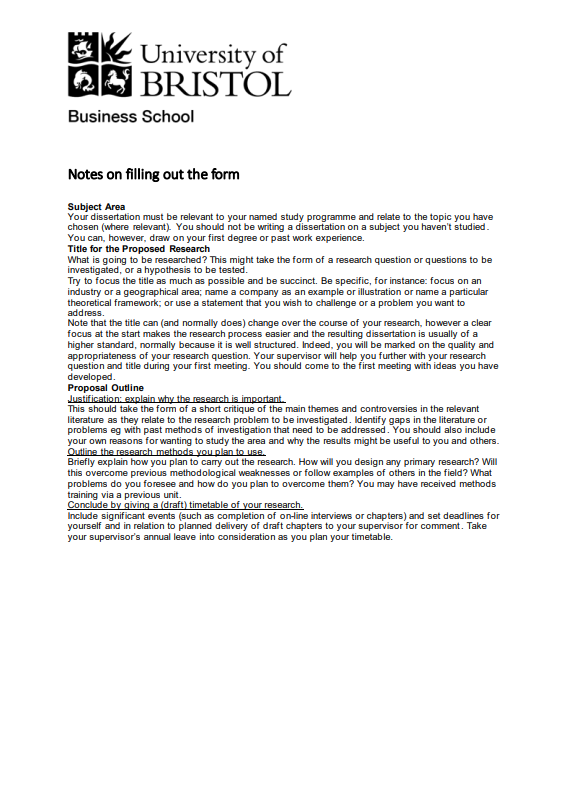 University of
BRISTOL
Business School
Notes on filling out the form
Subject Area
Your dissertation must be relevant to your named study programme and relate to the topic you have
chosen (where relevant). You should not be writing a dissertation on a subject you haven't studied.
You can, however, draw on your first degree or past work experience.
Title for the Proposed Research
What is going to be researched? This might take the form of a research question or questions to be
investigated, or a hypothesis to be tested.
Try to focus the title as much as possible and be succinct. Be specific, for instance: focus on an
industry or a geographical area; name a company as an example or illustration or name a particular
theoretical framework; or use a statement that you wish to challenge or a problem you want to
address.
Note that the title can (and normally does) change over the course of your research, however a clear
focus at the start makes the research process easier and the resulting dissertation is usually of a
higher standard, normally because it is well structured. Indeed, you will be marked on the quality and
appropriateness of your research question. Your supervisor will help you further with your research
question and title during your first meeting. You should come to the first meeting with ideas you have
developed.
Proposal Outline
Justification: explain why the research is important.
This should take the form of a short critique of the main themes and controversies in the relevant
literature as they relate to the research problem to be investigated. Identify gaps in the literature or
problems eg with past methods of investigation that need to be addressed. You should also include
your own reasons for wanting to study the area and why the results might be useful to you and others.
Outline the research methods you plan to use.
Briefly explain how you plan to carry out the research. How will you design any primary research? Will
this overcome previous methodological weaknesses or follow examples of others in the field? What
problems do you foresee and how do you plan to overcome them? You may have received methods
training via a previous unit.
Conclude by giving a (draft) timetable of your research.
Include significant events (such as completion of on-line interviews or chapters) and set deadlines for
yourself and in relation to planned delivery of draft chapters to your supervisor for comment. Take
your supervisor's annual leave into consideration as you plan your timetable.